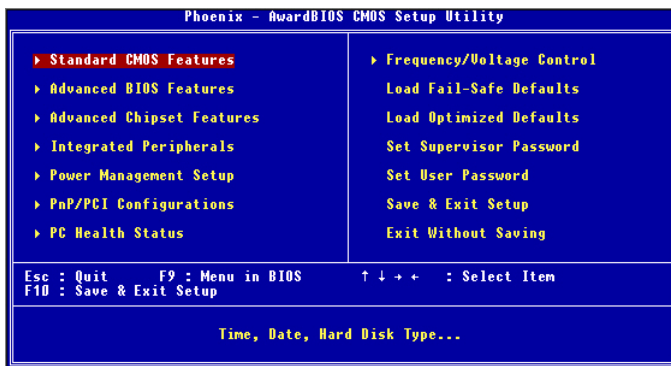 Phoenix - AwardBIOS CMOS Setup Utility
▸ Standard CMOS Features
▸ Advanced BIOS Features
▸ Advanced Chipset Features
▸ Integrated Peripherals
▸ Power Management Setup
▸ PnP/PCI Configurations
▸ PC Health Status
▸ Frequency/Voltage Control
Load Fail-Safe Defaults
Load Optimized Defaults
Set Supervisor Password
Set User Password
Save & Exit Setup
Exit Without Saving
Esc : Quit F9 : Menu in BIOS ↑ ↓ → ← : Select Item
F10 : Save & Exit Setup
Time, Date, Hard Disk Type...